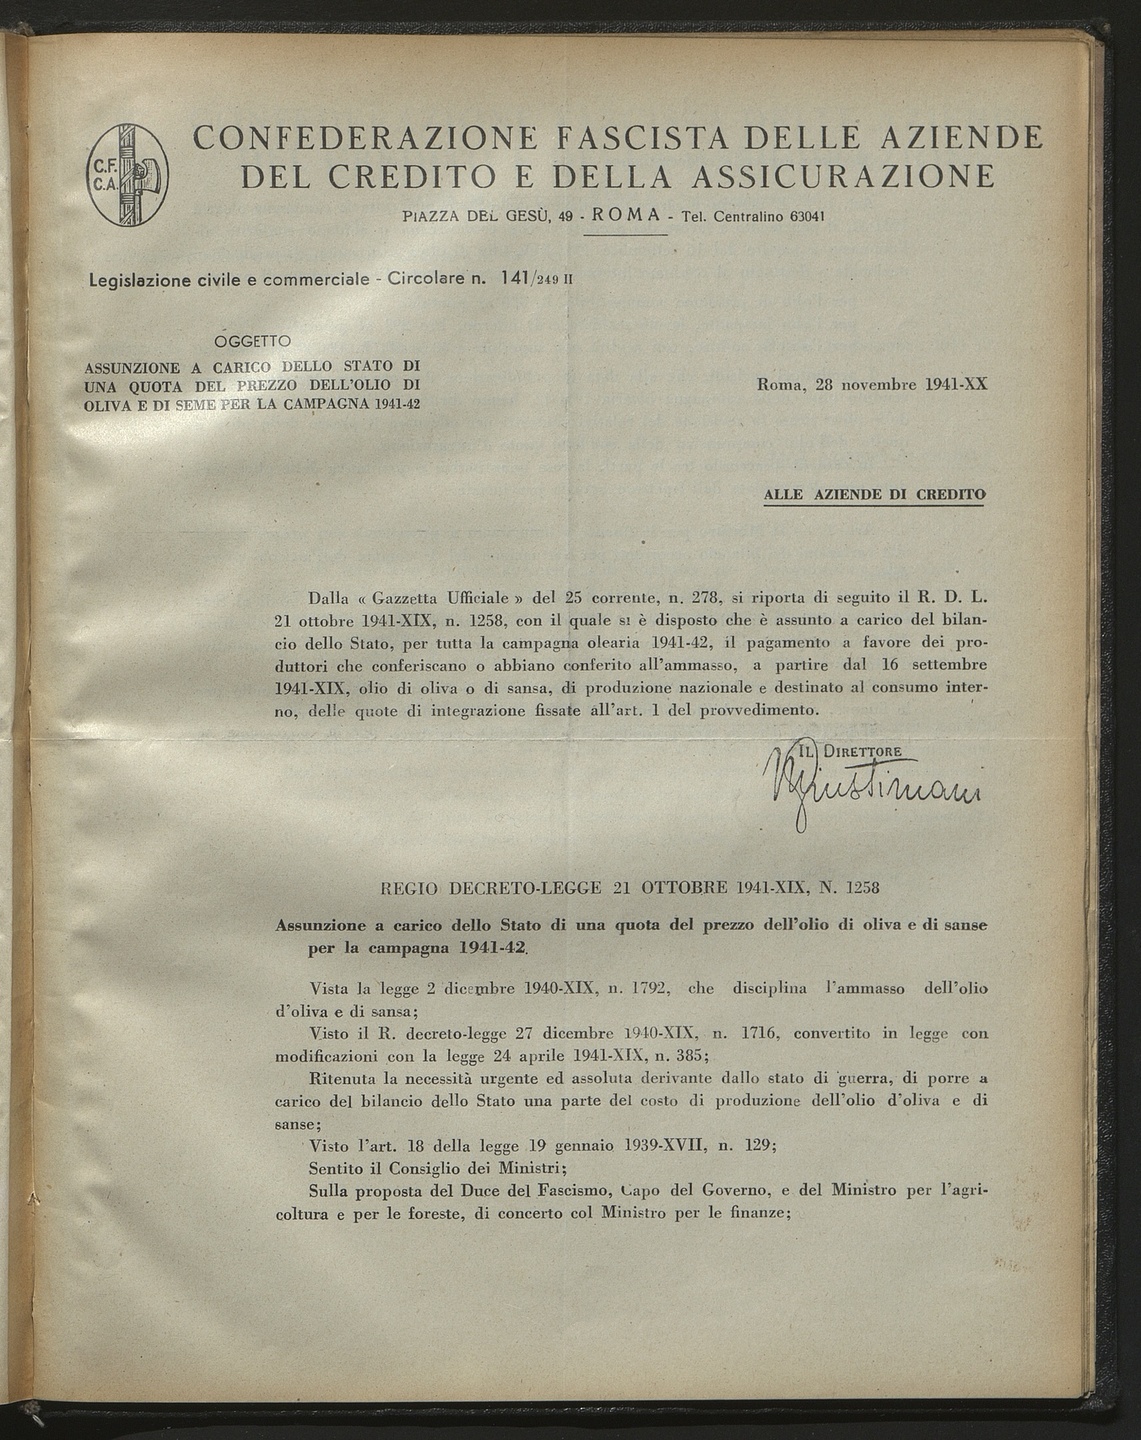 C.F.
C.A.
CONFEDERAZIONE FASCISTA DELLE AZIENDE
DEL CREDITO E DELLA ASSICURAZIONE
PIAZZA DEL GESÙ, 49 - ROMA - Tel. Centralino 63041
Legislazione civile e commerciale - Circolare n. 141/249 II
OGGETTO
ASSUNZIONE A CARICO DELLO STATO DI
UNA QUOTA DEL PREZZO DELL'OLIO DI
OLIVA E DI SEME PER LA CAMPAGNA 1941-42
Roma, 28 novembre 1941-XX
ALLE AZIENDE DI CREDITO
Dalla « Gazzetta Ufficiale » del 25 corrente, n. 278, si riporta di seguito il R. D. L.
21 ottobre 1941-XIX, n. 1258, con il quale si è disposto che è assunto a carico del bilan-
cio dello Stato, per tutta la campagna olearia 1941-42, il pagamento a favore dei pro-
duttori che conferiscano o abbiano conferito all'ammasso, a partire dal 16 settembre
1941-XIX, olio di oliva o di sansa, di produzione nazionale e destinato al consumo inter-
no, delle quote di integrazione fissate all'art. 1 del provvedimento.
IL DIRETTORE
Giustiniani
REGIO DECRETO-LEGGE 21 OTTOBRE 1941-XIX, N. 1258
Assunzione a carico dello Stato di una quota del prezzo dell'olio di oliva e di sanse
per la campagna 1941-42.
Vista la legge 2 dicembre 1940-XIX, n. 1792, che disciplina l'ammasso dell'olio
d'oliva e di sansa;
Visto il R. decreto-legge 27 dicembre 1940-XIX, n. 1716, convertito in legge con
modificazioni con la legge 24 aprile 1941-XIX, n. 385;
Ritenuta la necessità urgente ed assoluta derivante dallo stato di guerra, di porre a
carico del bilancio dello Stato una parte del costo di produzione dell'olio d'oliva e di
sanse;
Visto l'art. 18 della legge 19 gennaio 1939-XVII, n. 129;
Sentito il Consiglio dei Ministri;
Sulla proposta del Duce del Fascismo, Capo del Governo, e del Ministro per l'agri-
coltura e per le foreste, di concerto col Ministro per le finanze;